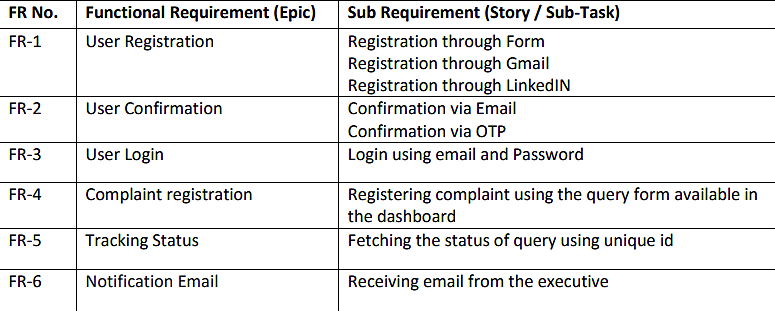 FR No. Functional Requirement (Epic) Sub Requirement (Story / Sub-Task)
FR-1 User Registration Registration through Form
Registration through Gmail
Registration through LinkedIN
FR-2 User Confirmation Confirmation via Email
Confirmation via OTP
FR-3 User Login Login using email and Password
FR-4 Complaint registration Registering complaint using the query form available in
the dashboard
FR-5 Tracking Status Fetching the status of query using unique id
FR-6 Notification Email Receiving email from the executive